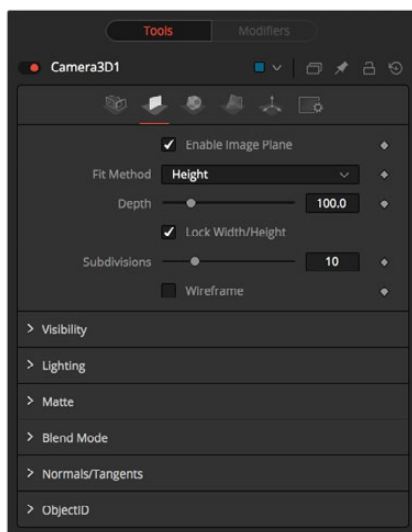 Tools Modifiers
Camera3D1
Enable Image Plane
Fit Method Height
Depth 100.0
Lock Width/Height
Subdivisions 10
Wireframe
> Visibility
> Lighting
> Matte
> Blend Mode
> Normals/Tangents
> ObjectID